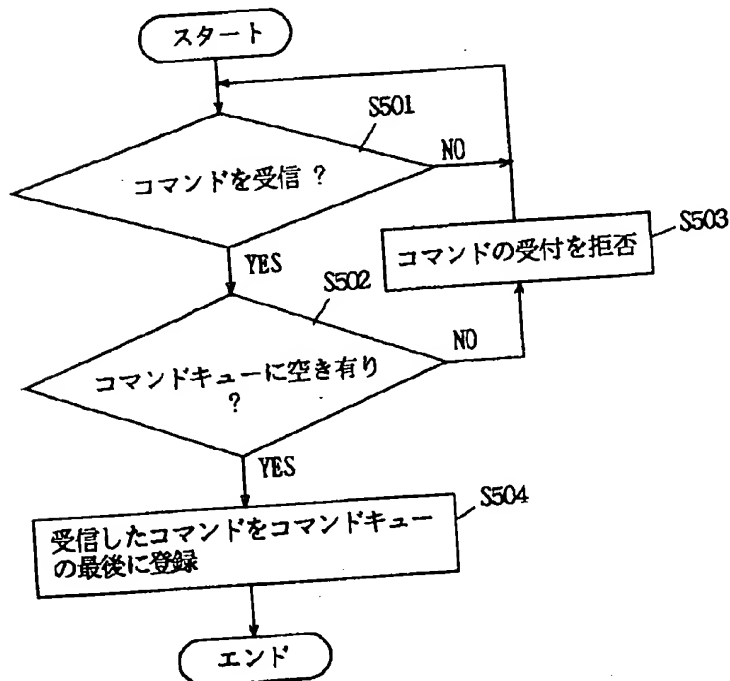 スタート
S501
コマンドを受信 ?
NO
YES
S503
コマンドの受付を拒否
S502
コマンドキューに空き有り
?
NO
YES
S504
受信したコマンドをコマンドキュー
の最後に登録
エンド